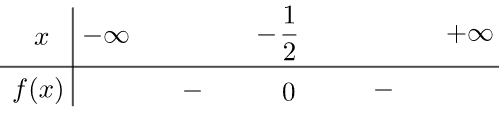 x −∞ −1/2 +∞
f(x) − 0 −